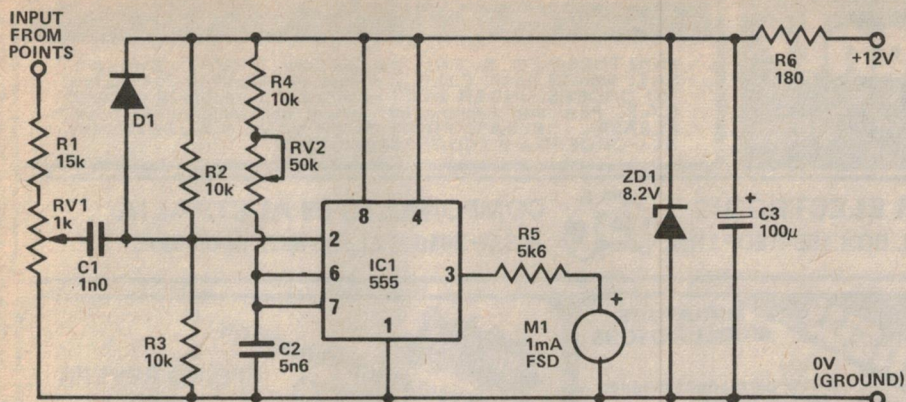 INPUT
FROM
POINTS
R1
15k
RV1
1k
C1
1n0
D1
R2
10k
R3
10k
R4
10k
RV2
50k
C2
5n6
8
4
2
6
7
3
1
IC1
555
R5
5k6
+
M1
1mA
FSD
ZD1
8.2V
+
C3
100µ
R6
180
+12V
0V
(GROUND)